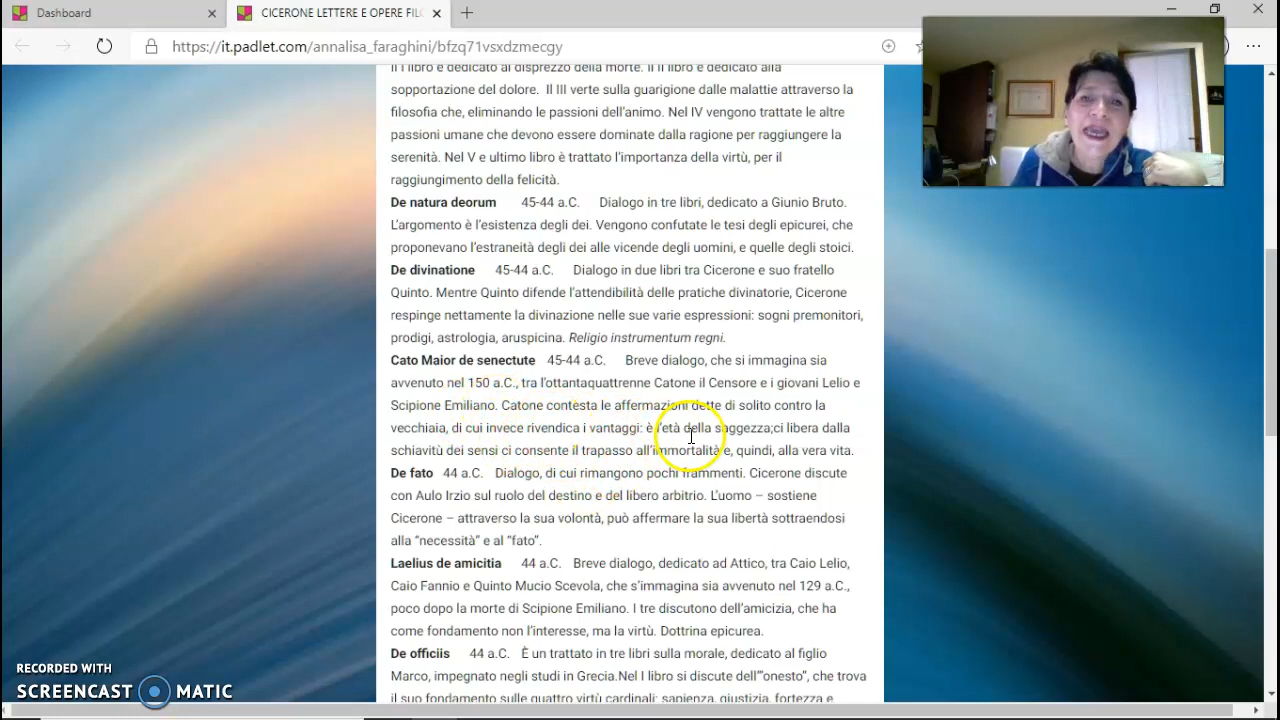 Dashboard
CICERONE LETTERE E OPERE FIL
https://it.padlet.com/annalisa_faraghini/bfzq71vsxdzmecgy
Il I libro è dedicato al disprezzo della morte. Il II libro è dedicato alla
sopportazione del dolore. Il III verte sulla guarigione dalle malattie attraverso la
filosofia che, eliminando le passioni dell'animo. Nel IV vengono trattate le altre
passioni umane che devono essere dominate dalla ragione per raggiungere la
serenità. Nel V e ultimo libro è trattato l'importanza della virtù, per il
raggiungimento della felicità.
De natura deorum 45-44 a.C. Dialogo in tre libri, dedicato a Giunio Bruto.
L'argomento è l'esistenza degli dei. Vengono confutate le tesi degli epicurei, che
proponevano l'estraneità degli dei alle vicende degli uomini, e quelle degli stoici.
De divinatione 45-44 a.C. Dialogo in due libri tra Cicerone e suo fratello
Quinto. Mentre Quinto difende l'attendibilità delle pratiche divinatorie, Cicerone
respinge nettamente la divinazione nelle sue varie espressioni: sogni premonitori,
prodigi, astrologia, aruspicina. Religio instrumentum regni.
Cato Maior de senectute 45-44 a.C. Breve dialogo, che si immagina sia
avvenuto nel 150 a.C., tra l'ottantaquattrenne Catone il Censore e i giovani Lelio e
Scipione Emiliano. Catone contesta le affermazioni dette di solito contro la
vecchiaia, di cui invece rivendica i vantaggi: è l'età della saggezza;ci libera dalla
schiavitù dei sensi ci consente il trapasso all'immortalità e, quindi, alla vera vita.
De fato 44 a.C. Dialogo, di cui rimangono pochi frammenti. Cicerone discute
con Aulo Irzio sul ruolo del destino e del libero arbitrio. L'uomo – sostiene
Cicerone – attraverso la sua volontà, può affermare la sua libertà sottraendosi
alla "necessità" e al "fato".
Laelius de amicitia 44 a.C. Breve dialogo, dedicato ad Attico, tra Caio Lelio,
Caio Fannio e Quinto Mucio Scevola, che s'immagina sia avvenuto nel 129 a.C.,
poco dopo la morte di Scipione Emiliano. I tre discutono dell'amicizia, che ha
come fondamento non l'interesse, ma la virtù. Dottrina epicurea.
De officiis 44 a.C. È un trattato in tre libri sulla morale, dedicato al figlio
Marco, impegnato negli studi in Grecia.Nel I libro si discute dell'"onesto", che trova
il suo fondamento sulle quattro virtù cardinali: sapienza, giustizia, fortezza e
RECORDED WITH
SCREENCAST MATIC